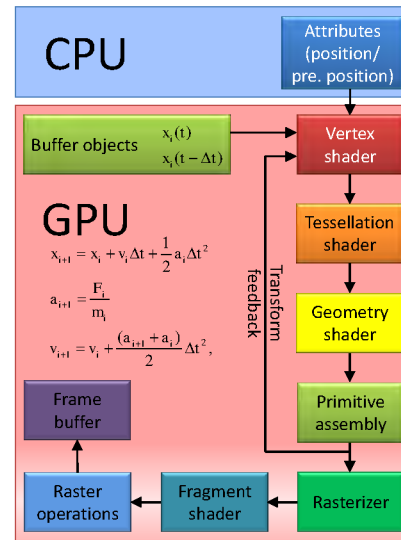 CPU
Attributes
(position/
pre. position)
Buffer objects
x_i(t)
x_i(t − Δt)
Vertex
shader
GPU
x_{i+1} = x_i + v_i Δt + 1/2 a_i Δt²
a_{i+1} = F_i/m_i
v_{i+1} = v_i + (a_{i+1} + a_i)/2 Δt²,
Transform
feedback
Tessellation
shader
Geometry
shader
Primitive
assembly
Frame
buffer
Raster
operations
Fragment
shader
Rasterizer